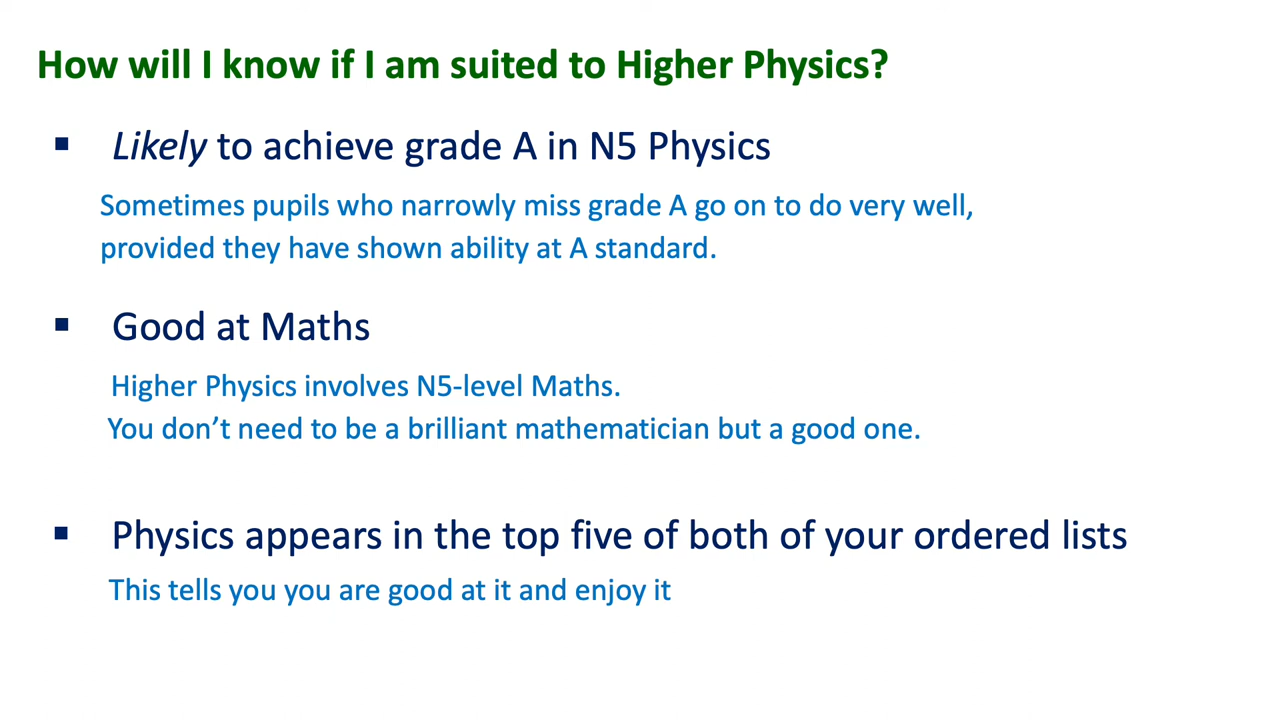 How will I know if I am suited to Higher Physics?
▪ Likely to achieve grade A in N5 Physics
Sometimes pupils who narrowly miss grade A go on to do very well,
provided they have shown ability at A standard.
▪ Good at Maths
Higher Physics involves N5-level Maths.
You don’t need to be a brilliant mathematician but a good one.
▪ Physics appears in the top five of both of your ordered lists
This tells you you are good at it and enjoy it